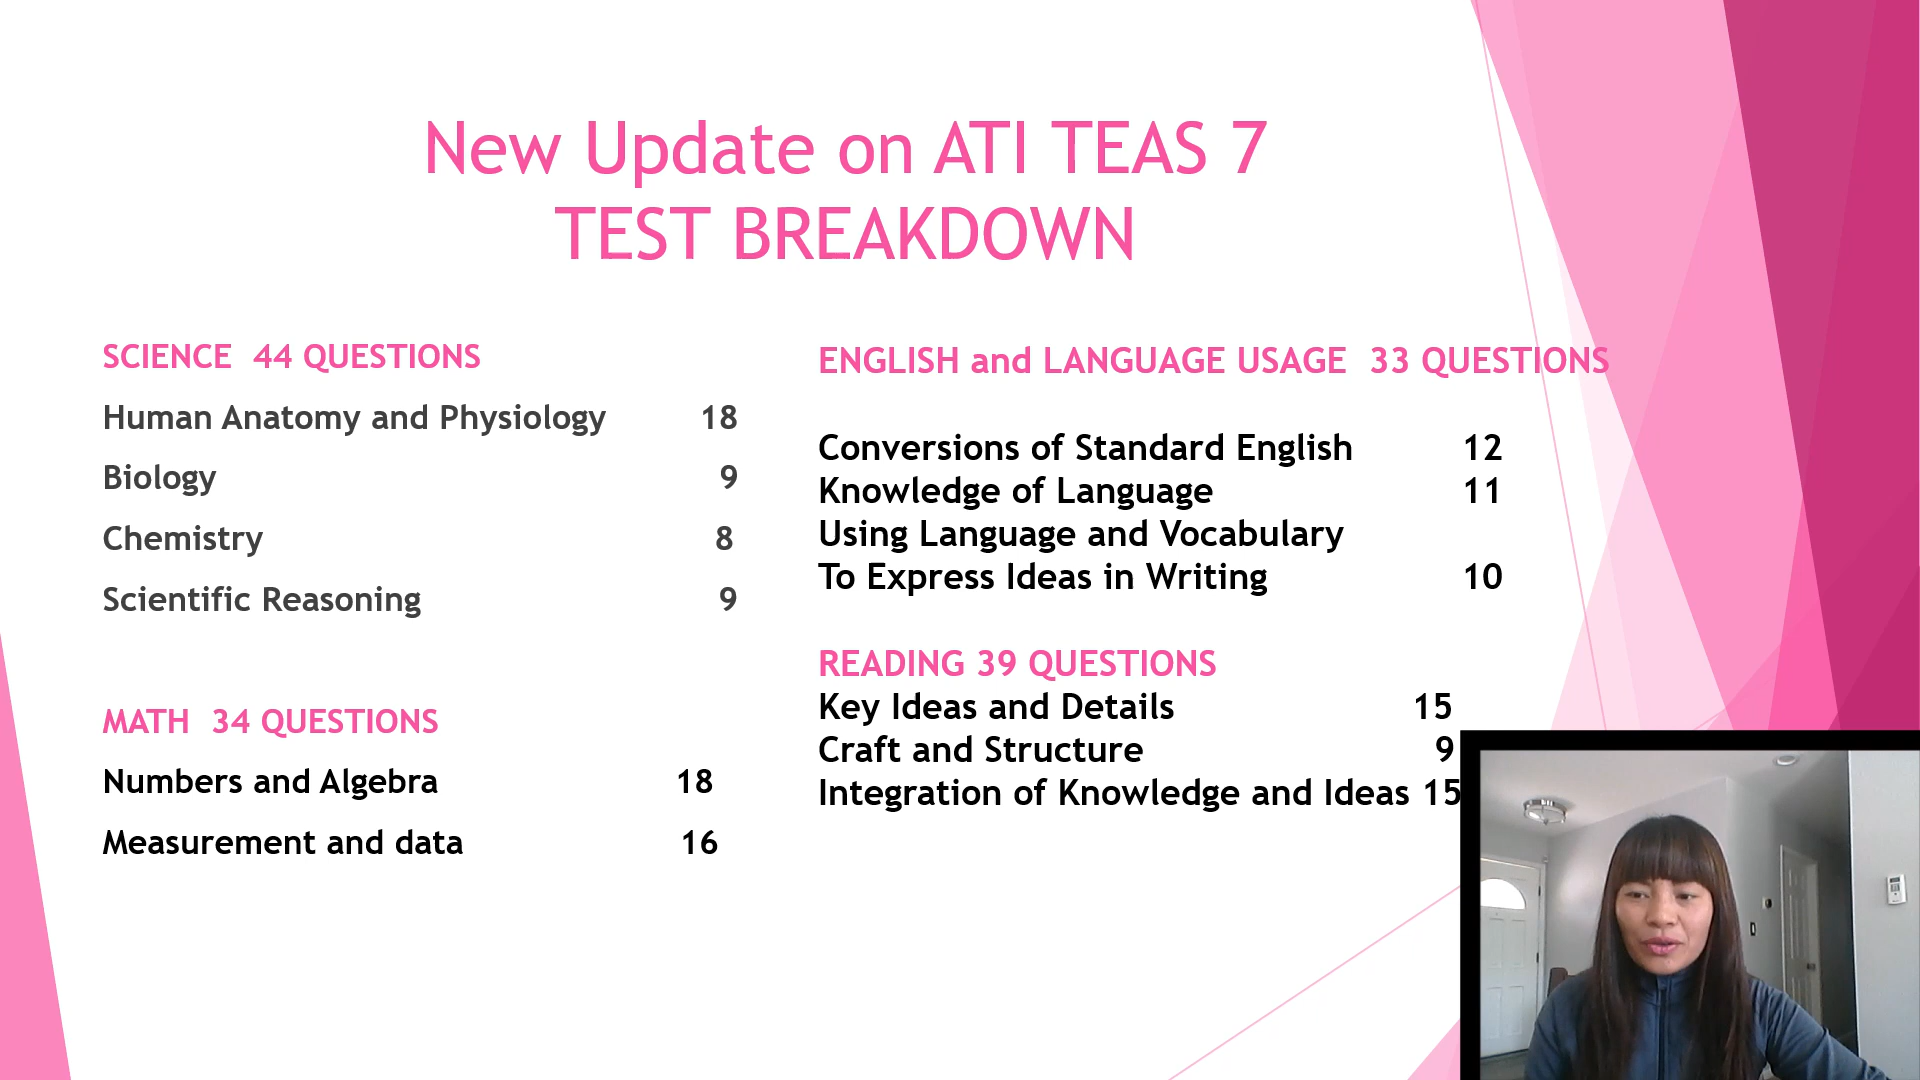 New Update on ATI TEAS 7
TEST BREAKDOWN
SCIENCE 44 QUESTIONS
Human Anatomy and Physiology 18
Biology 9
Chemistry 8
Scientific Reasoning 9
MATH 34 QUESTIONS
Numbers and Algebra 18
Measurement and data 16
ENGLISH and LANGUAGE USAGE 33 QUESTIONS
Conversions of Standard English 12
Knowledge of Language 11
Using Language and Vocabulary
To Express Ideas in Writing 10
READING 39 QUESTIONS
Key Ideas and Details 15
Craft and Structure 9
Integration of Knowledge and Ideas 15